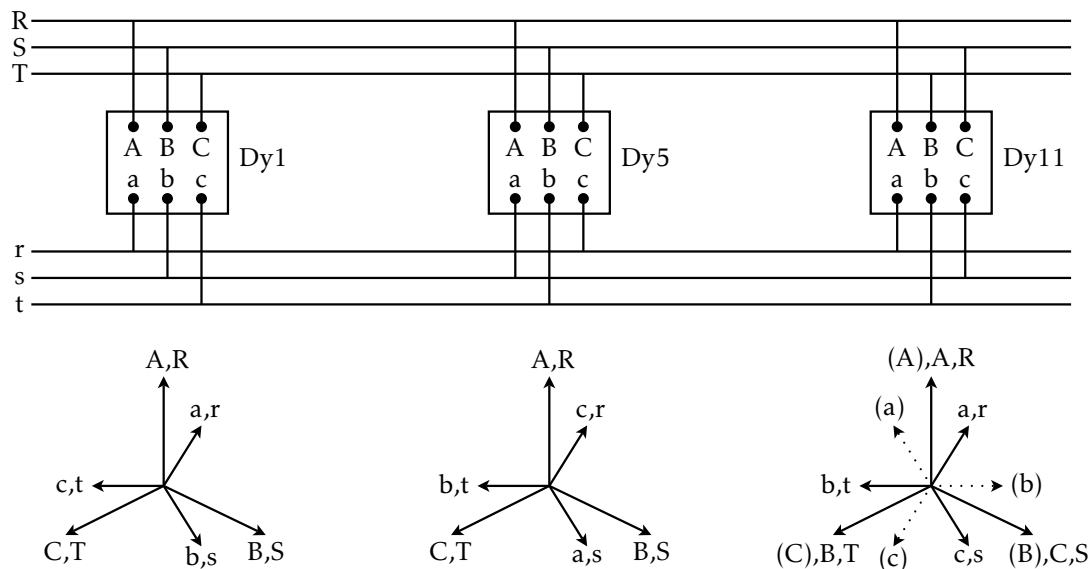 R
S
T
A B C
a b c
Dy1
A B C
a b c
Dy5
A B C
a b c
Dy11
r
s
t
A,R
a,r
c,t
C,T
b,s
B,S
A,R
c,r
b,t
C,T
a,s
B,S
(A),A,R
(a)
a,r
b,t
(b)
(C),B,T
(c)
c,s
(B),C,S